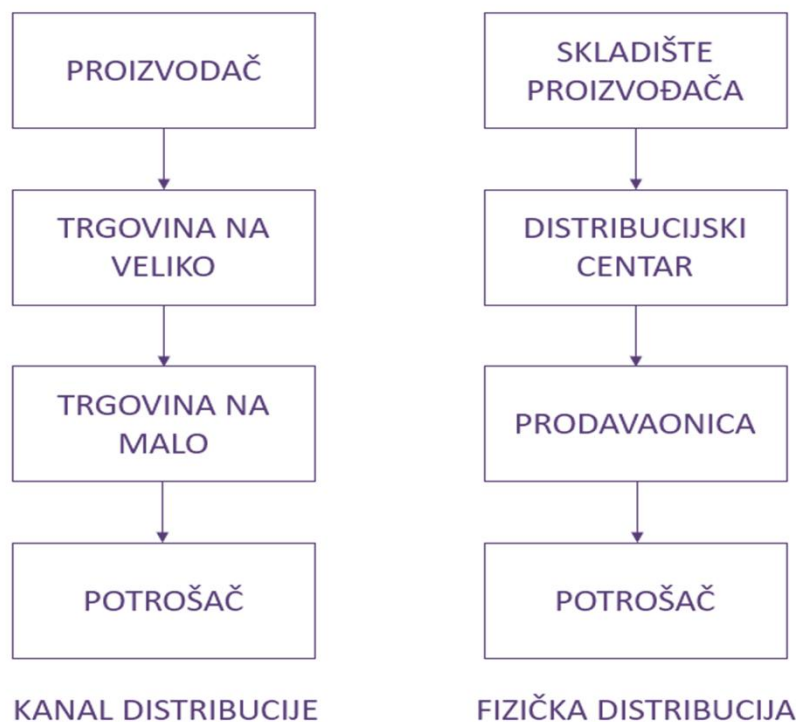 PROIZVODAČ
TRGOVINA NA
VELIKO
TRGOVINA NA
MALO
POTROŠAČ
KANAL DISTRIBUCIJE
SKLADIŠTE
PROIZVOĐAČA
DISTRIBUCIJSKI
CENTAR
PRODAVAONICA
POTROŠAČ
FIZIČKA DISTRIBUCIJA